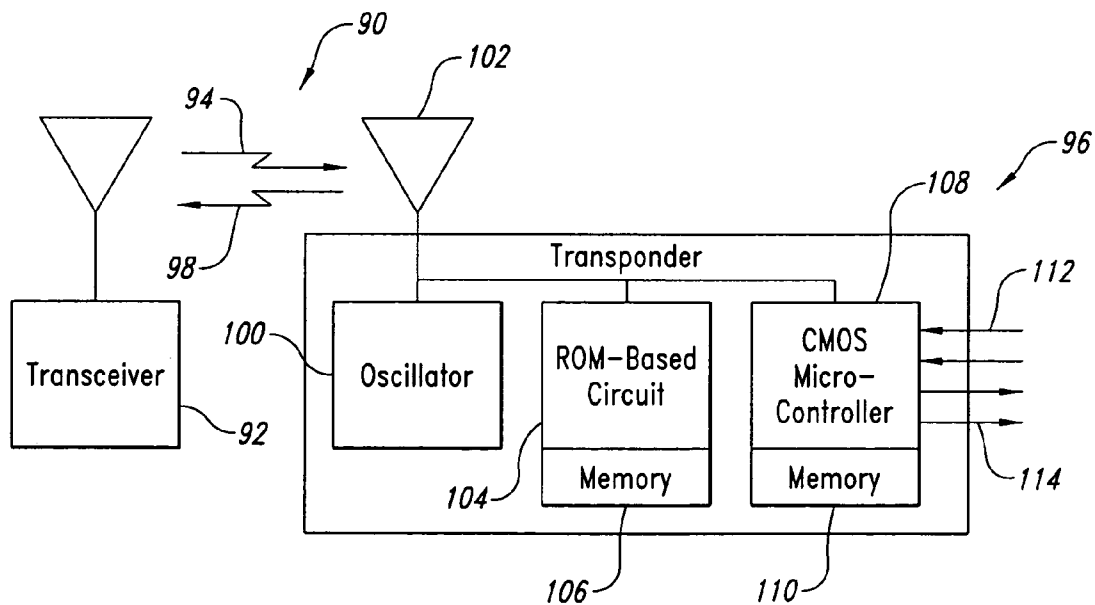 90
102
94
96
108
98
Transponder
112
100
Transceiver
Oscillator
ROM-Based
Circuit
CMOS
Micro-
Controller
92
104
Memory
Memory
114
106
110